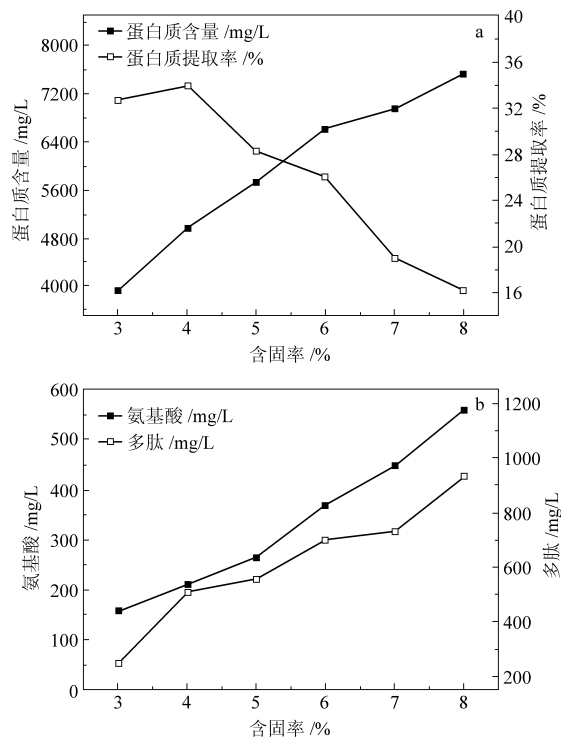 蛋白质含量 /mg/L
蛋白质提取率 /%
a
蛋白质含量 /mg/L
8000
7200
6400
5600
4800
4000
40
36
32
28
24
20
16
蛋白质提取率 /%
3 4 5 6 7 8
含固率 /%
氨基酸 /mg/L
多肽 /mg/L
b
氨基酸 /mg/L
600
500
400
300
200
100
0
1200
1000
800
600
400
200
多肽 /mg/L
3 4 5 6 7 8
含固率 /%